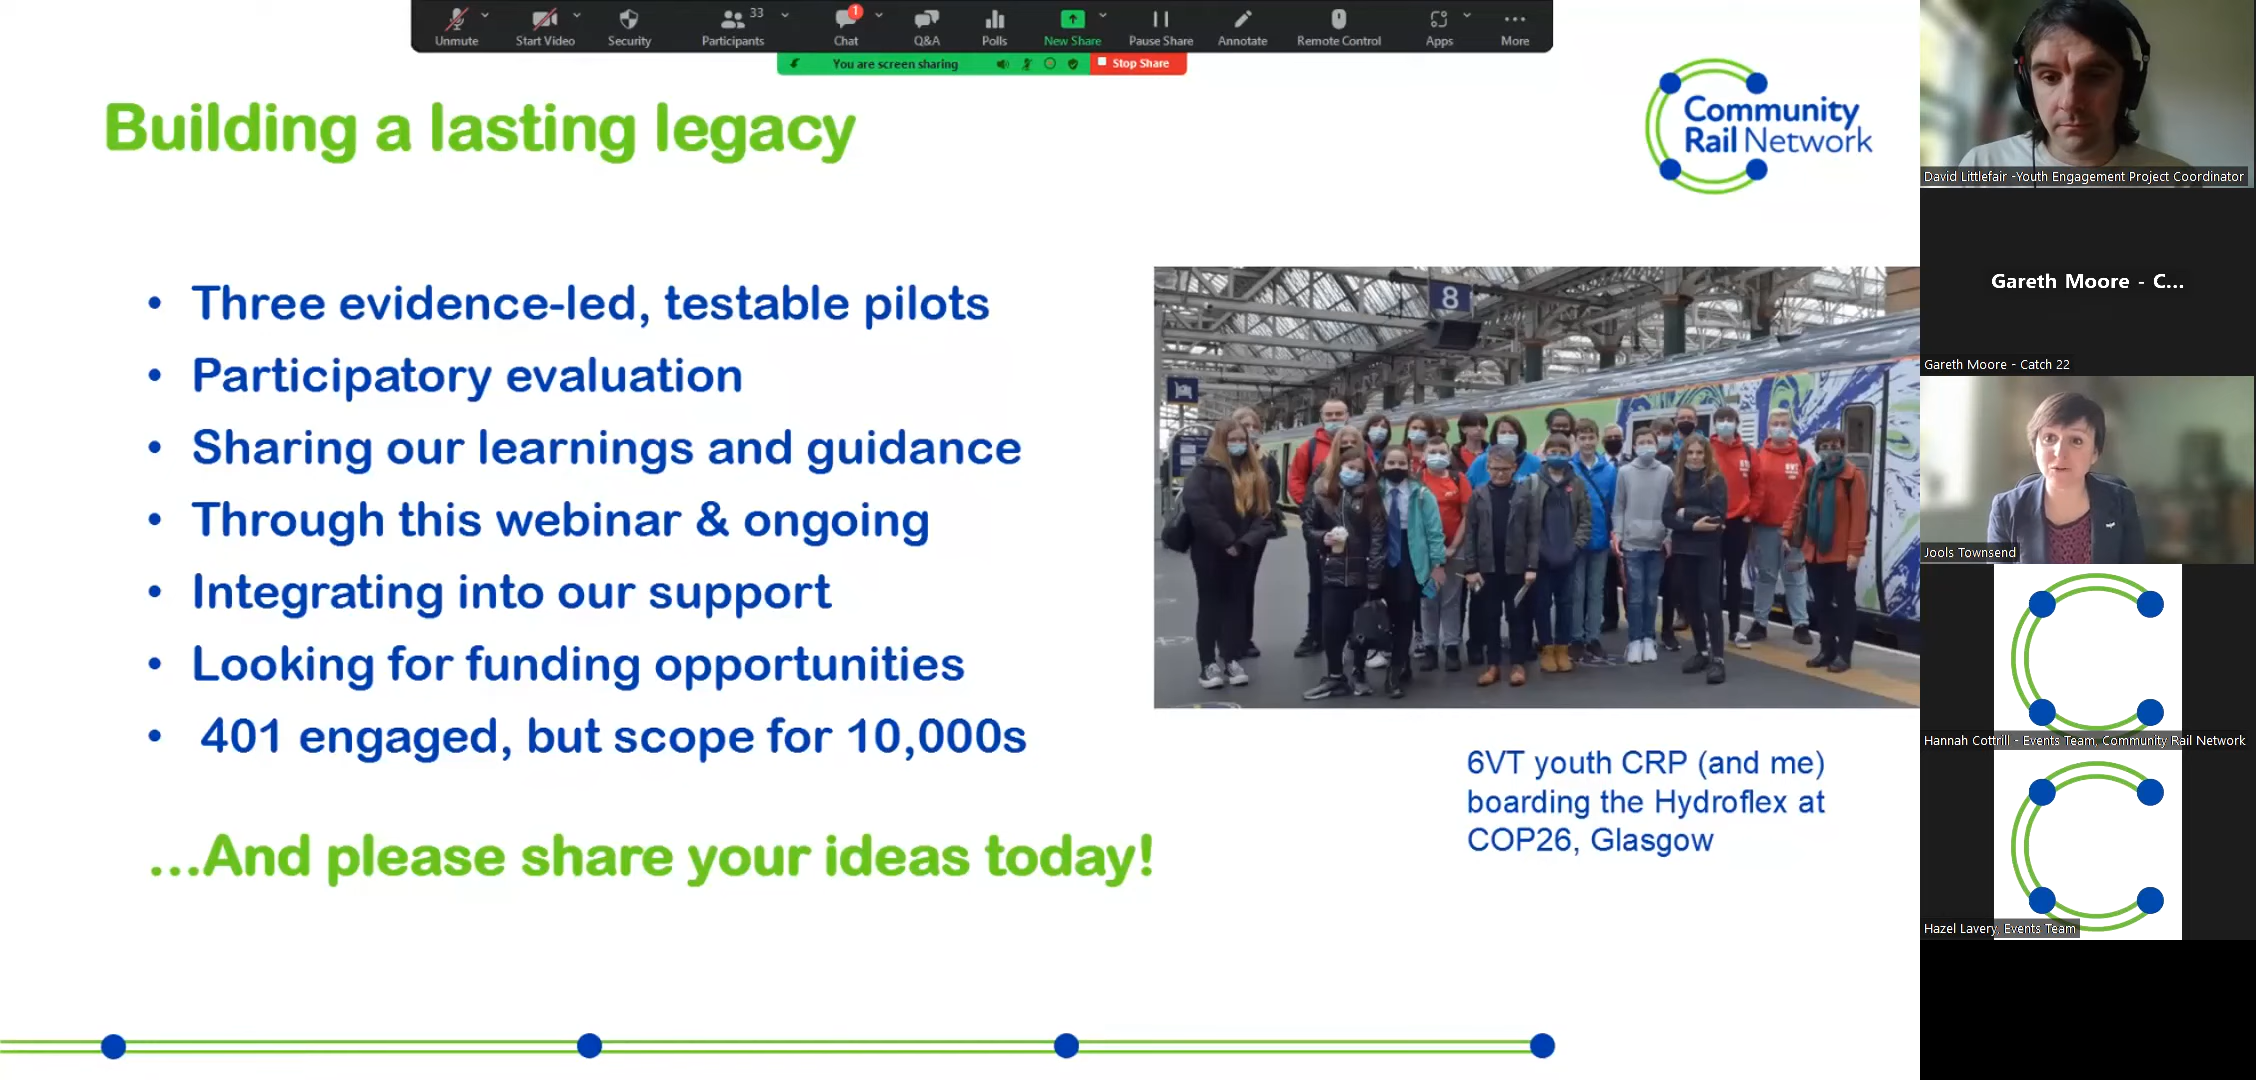 Unmute
Start Video
Security
Participants
33
Chat
1
Q&A
Polls
New Share
Pause Share
Annotate
Remote Control
Apps
More
You are screen sharing
Stop Share
Building a lasting legacy
Community
Rail Network
• Three evidence-led, testable pilots
• Participatory evaluation
• Sharing our learnings and guidance
• Through this webinar & ongoing
• Integrating into our support
• Looking for funding opportunities
• 401 engaged, but scope for 10,000s
...And please share your ideas today!
8
6VT youth CRP (and me)
boarding the Hydroflex at
COP26, Glasgow
David Littlefair -Youth Engagement Project Coordinator
Gareth Moore - C...
Gareth Moore - Catch 22
Jools Townsend
Hannah Cottrill - Events Team, Community Rail Network
Hazel Lavery, Events Team